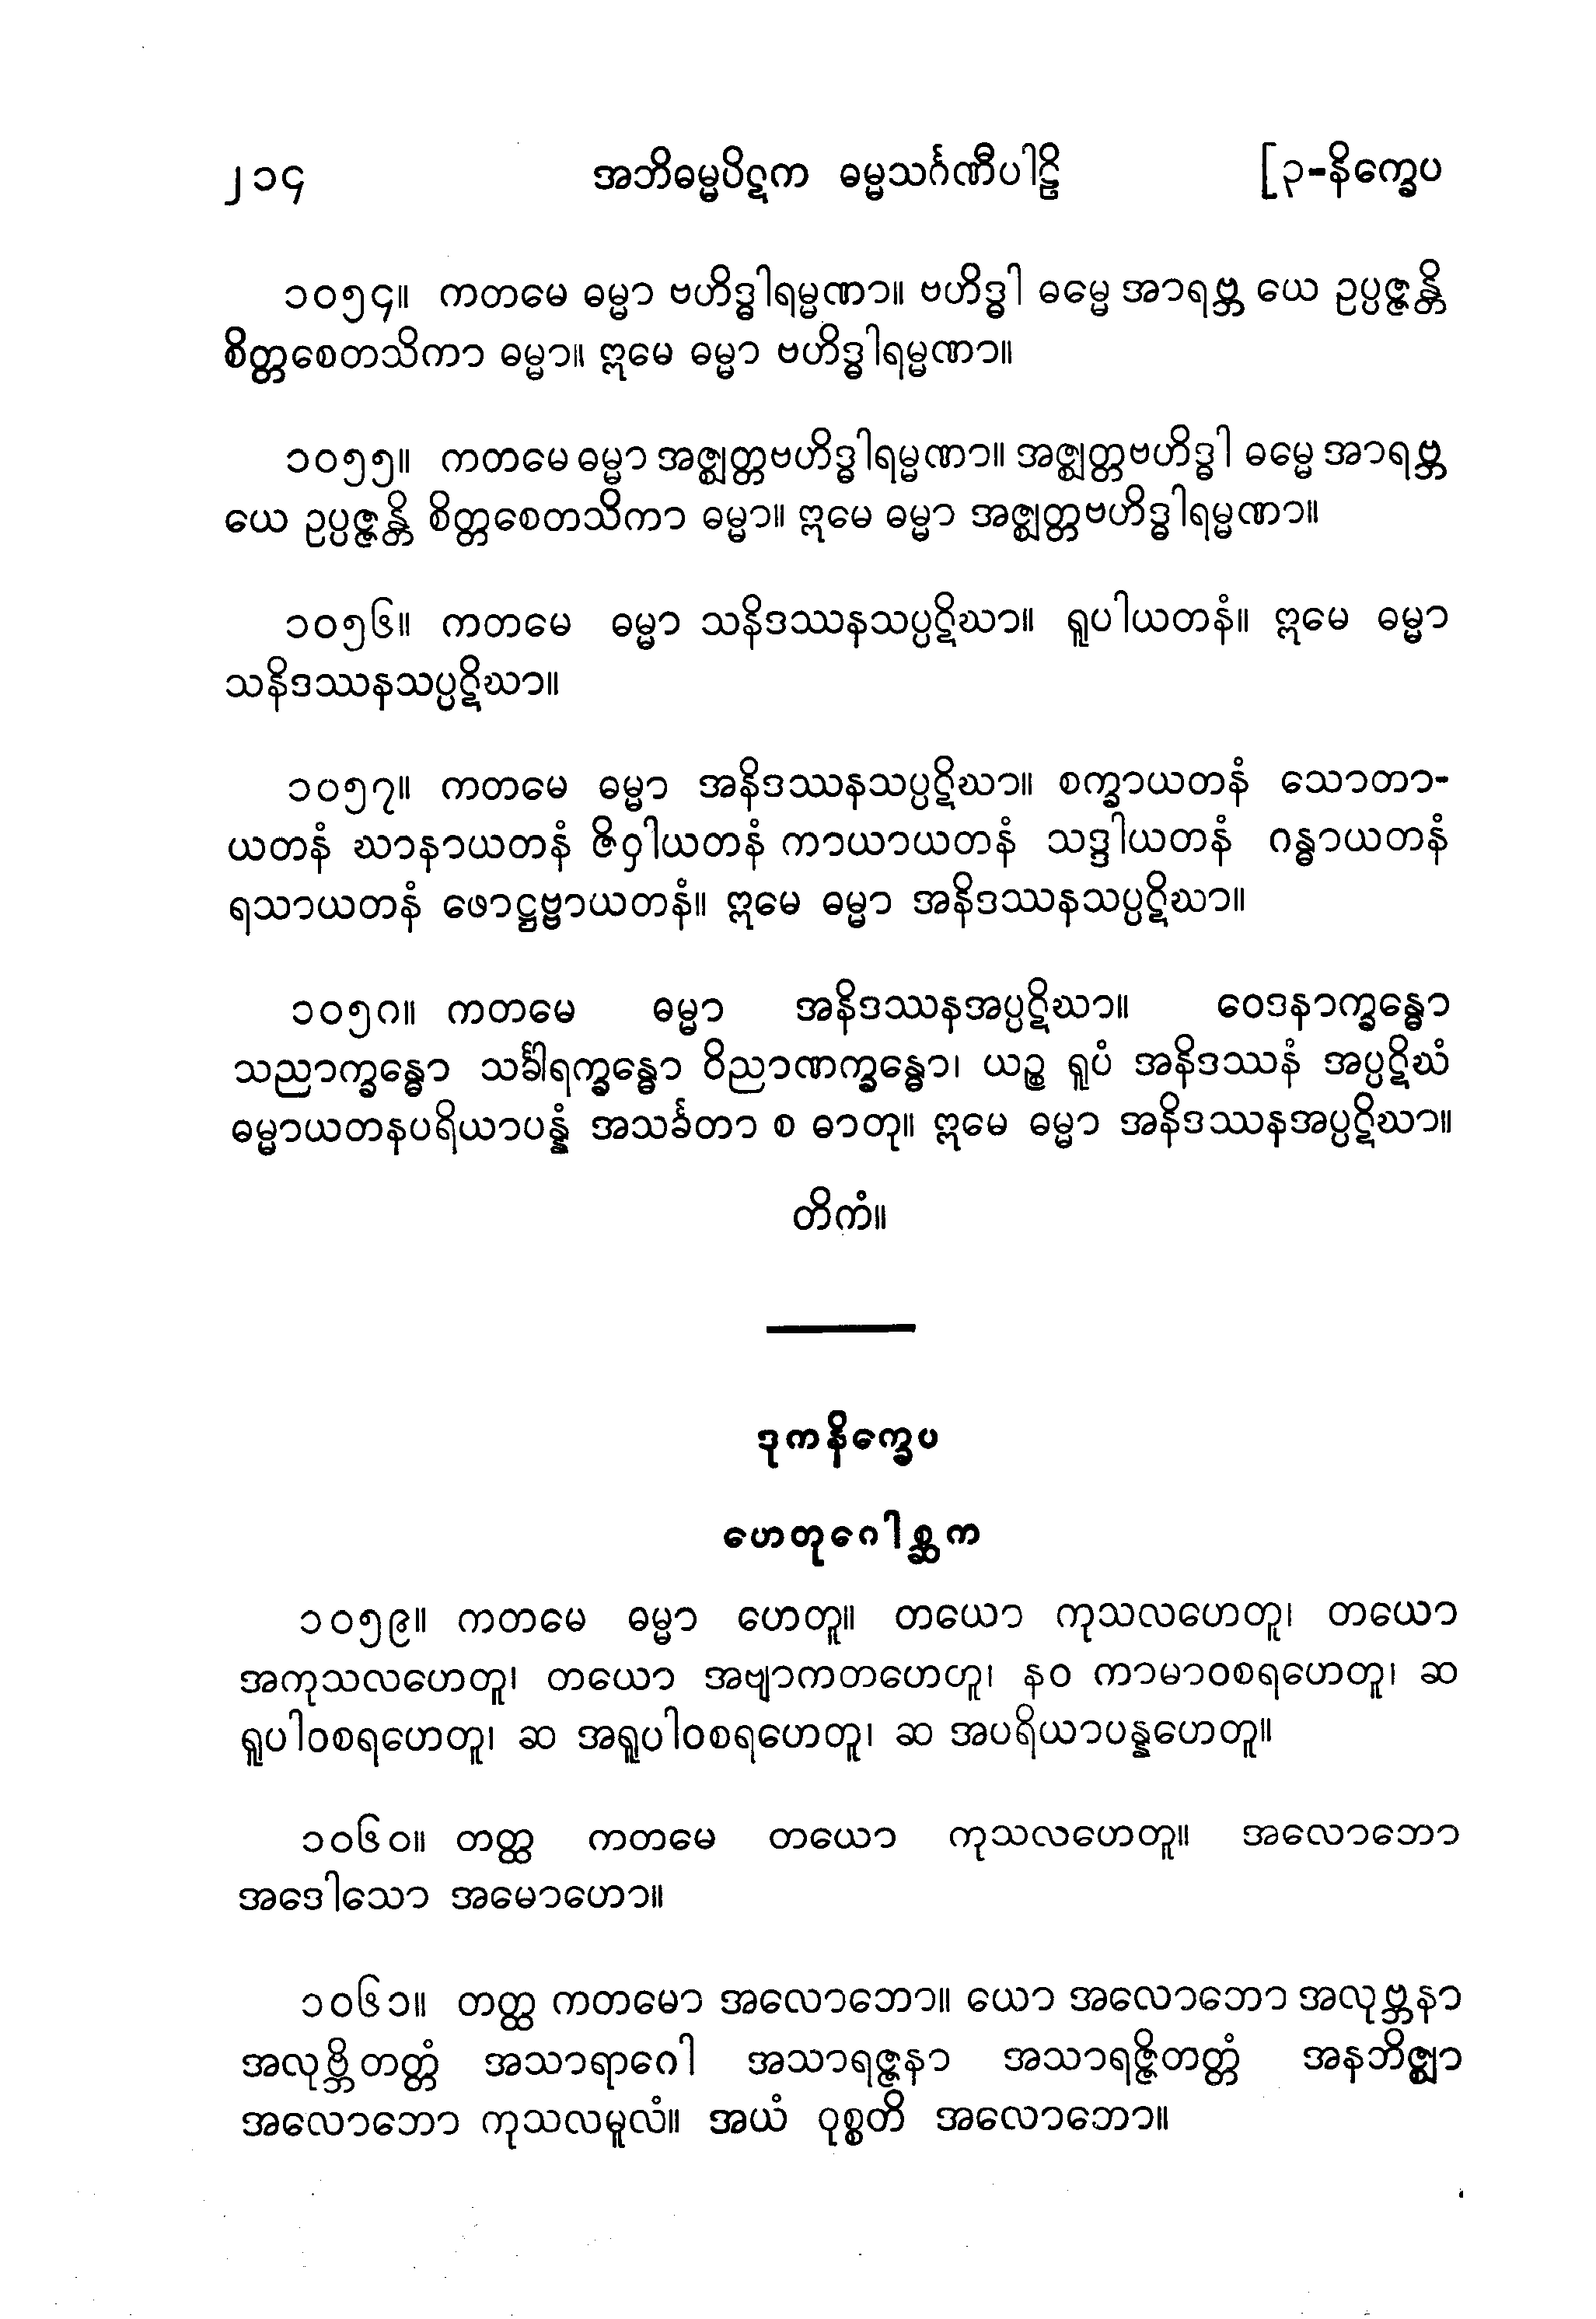 ၂၁၄ အဘိဓမ္မပိဋက ဓမ္မသင်္ဂဏီပါဠိ [၃-နိက္ခေပ
၁၀၅၄။ ကတမေ ဓမ္မာ ဗဟိဒ္ဓါရမ္မဏာ။ ဗဟိဒ္ဓါ ဓမ္မေ အာရဗ္ဘ ယေ ဥပ္ပဇ္ဇန္တိ
စိတ္တစေတသိကာ ဓမ္မာ။ ဣမေ ဓမ္မာ ဗဟိဒ္ဓါရမ္မဏာ။
၁၀၅၅။ ကတမေ ဓမ္မာ အဇ္ဈတ္တဗဟိဒ္ဓါရမ္မဏာ။ အဇ္ဈတ္တဗဟိဒ္ဓါ ဓမ္မေ အာရဗ္ဘ
ယေ ဥပ္ပဇ္ဇန္တိ စိတ္တစေတသိကာ ဓမ္မာ။ ဣမေ ဓမ္မာ အဇ္ဈတ္တဗဟိဒ္ဓါရမ္မဏာ။
၁၀၅၆။ ကတမေ ဓမ္မာ သနိဒဿနသပ္ပဋိဃာ။ ရူပါယတနံ။ ဣမေ ဓမ္မာ
သနိဒဿနသပ္ပဋိဃာ။
၁၀၅၇။ ကတမေ ဓမ္မာ အနိဒဿနသပ္ပဋိဃာ။ စက္ခာယတနံ သောတာ-
ယတနံ ဃာနာယတနံ ဇိဝှါယတနံ ကာယာယတနံ သဒ္ဒါယတနံ ဂန္ဓာယတနံ
ရသာယတနံ ဖောဋ္ဌဗ္ဗာယတနံ။ ဣမေ ဓမ္မာ အနိဒဿနသပ္ပဋိဃာ။
၁၀၅၈။ ကတမေ ဓမ္မာ အနိဒဿနအပ္ပဋိဃာ။ ဝေဒနာက္ခန္ဓော
သညာက္ခန္ဓော သင်္ခါရက္ခန္ဓော ဝိညာဏက္ခန္ဓော၊ ယဉ္စ ရူပံ အနိဒဿနံ အပ္ပဋိဃံ
ဓမ္မာယတနပရိယာပန္နံ အသင်္ခတာ စ ဓာတု။ ဣမေ ဓမ္မာ အနိဒဿနအပ္ပဋိဃာ။
တိကံ။
ဒုကနိက္ခေပ
ဟေတုဂေါစ္ဆက
၁၀၅၉။ ကတမေ ဓမ္မာ ဟေတူ။ တယော ကုသလဟေတူ၊ တယော
အကုသလဟေတူ၊ တယော အဗျာကတဟေတူ၊ နဝ ကာမာဝစရဟေတူ၊ ဆ
ရူပါဝစရဟေတူ၊ ဆ အရူပါဝစရဟေတူ၊ ဆ အပရိယာပန္နဟေတူ။
၁၀၆၀။ တတ္ထ ကတမေ တယော ကုသလဟေတူ။ အလောဘော
အဒေါသော အမောဟော။
၁၀၆၁။ တတ္ထ ကတမော အလောဘော။ ယော အလောဘော အလုဗ္ဘနာ
အလုဗ္ဘိတတ္တံ အသာရာဂေါ အသာရဇ္ဇနာ အသာရဇ္ဇိတတ္တံ အနဘိဇ္ဈာ
အလောဘော ကုသလမူလံ။ အယံ ဝုစ္စတိ အလောဘော။